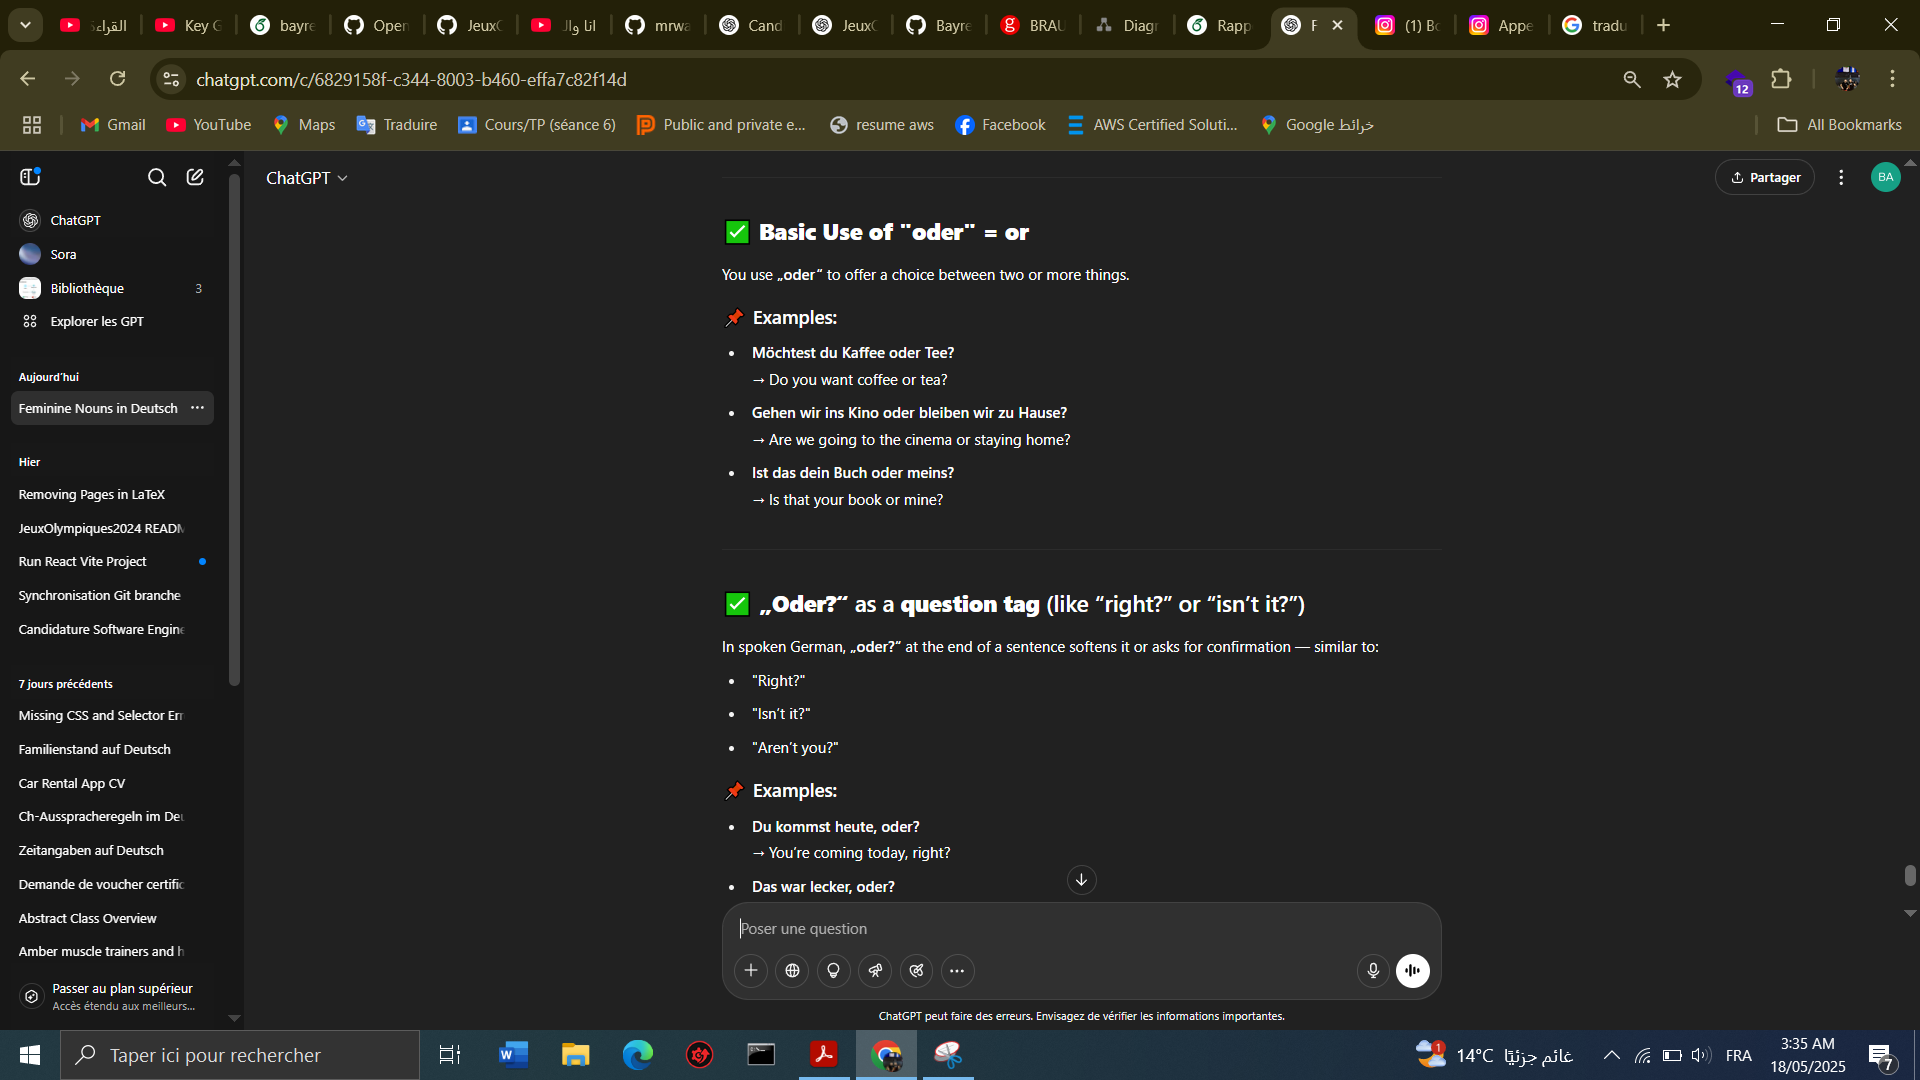 القراءة
Key G
bayre
Open
JeuxC
انا وال
mrwa
Cand
JeuxC
Bayre
BRAU
Diagr
Rapp
F
(1) Bo
Appe
tradu
chatgpt.com/c/6829158f-c344-8003-b460-effa7c82f14d
12
Gmail
YouTube
Maps
Traduire
Cours/TP (séance 6)
Public and private e...
resume aws
Facebook
AWS Certified Soluti...
خرائط Google
All Bookmarks
ChatGPT
Sora
Bibliothèque 3
Explorer les GPT
Aujourd'hui
Feminine Nouns in Deutsch
Hier
Removing Pages in LaTeX
JeuxOlympiques2024 READM
Run React Vite Project
Synchronisation Git branche
Candidature Software Engine
7 jours précédents
Missing CSS and Selector Err
Familienstand auf Deutsch
Car Rental App CV
Ch-Ausspracheregeln im Deu
Zeitangaben auf Deutsch
Demande de voucher certific
Abstract Class Overview
Amber muscle trainers and h
Passer au plan supérieur
Accès étendu aux meilleurs...
ChatGPT
Partager
BA
Basic Use of "oder" = or
You use „oder“ to offer a choice between two or more things.
Examples:
• Möchtest du Kaffee oder Tee?
→ Do you want coffee or tea?
• Gehen wir ins Kino oder bleiben wir zu Hause?
→ Are we going to the cinema or staying home?
• Ist das dein Buch oder meins?
→ Is that your book or mine?
„Oder?“ as a question tag (like “right?” or “isn’t it?”)
In spoken German, „oder?“ at the end of a sentence softens it or asks for confirmation — similar to:
• "Right?"
• "Isn’t it?"
• "Aren’t you?"
Examples:
• Du kommst heute, oder?
→ You’re coming today, right?
• Das war lecker, oder?
Poser une question
ChatGPT peut faire des erreurs. Envisagez de vérifier les informations importantes.
Taper ici pour rechercher
1
14°C غائم جزئيًا
FRA
3:35 AM
18/05/2025
7